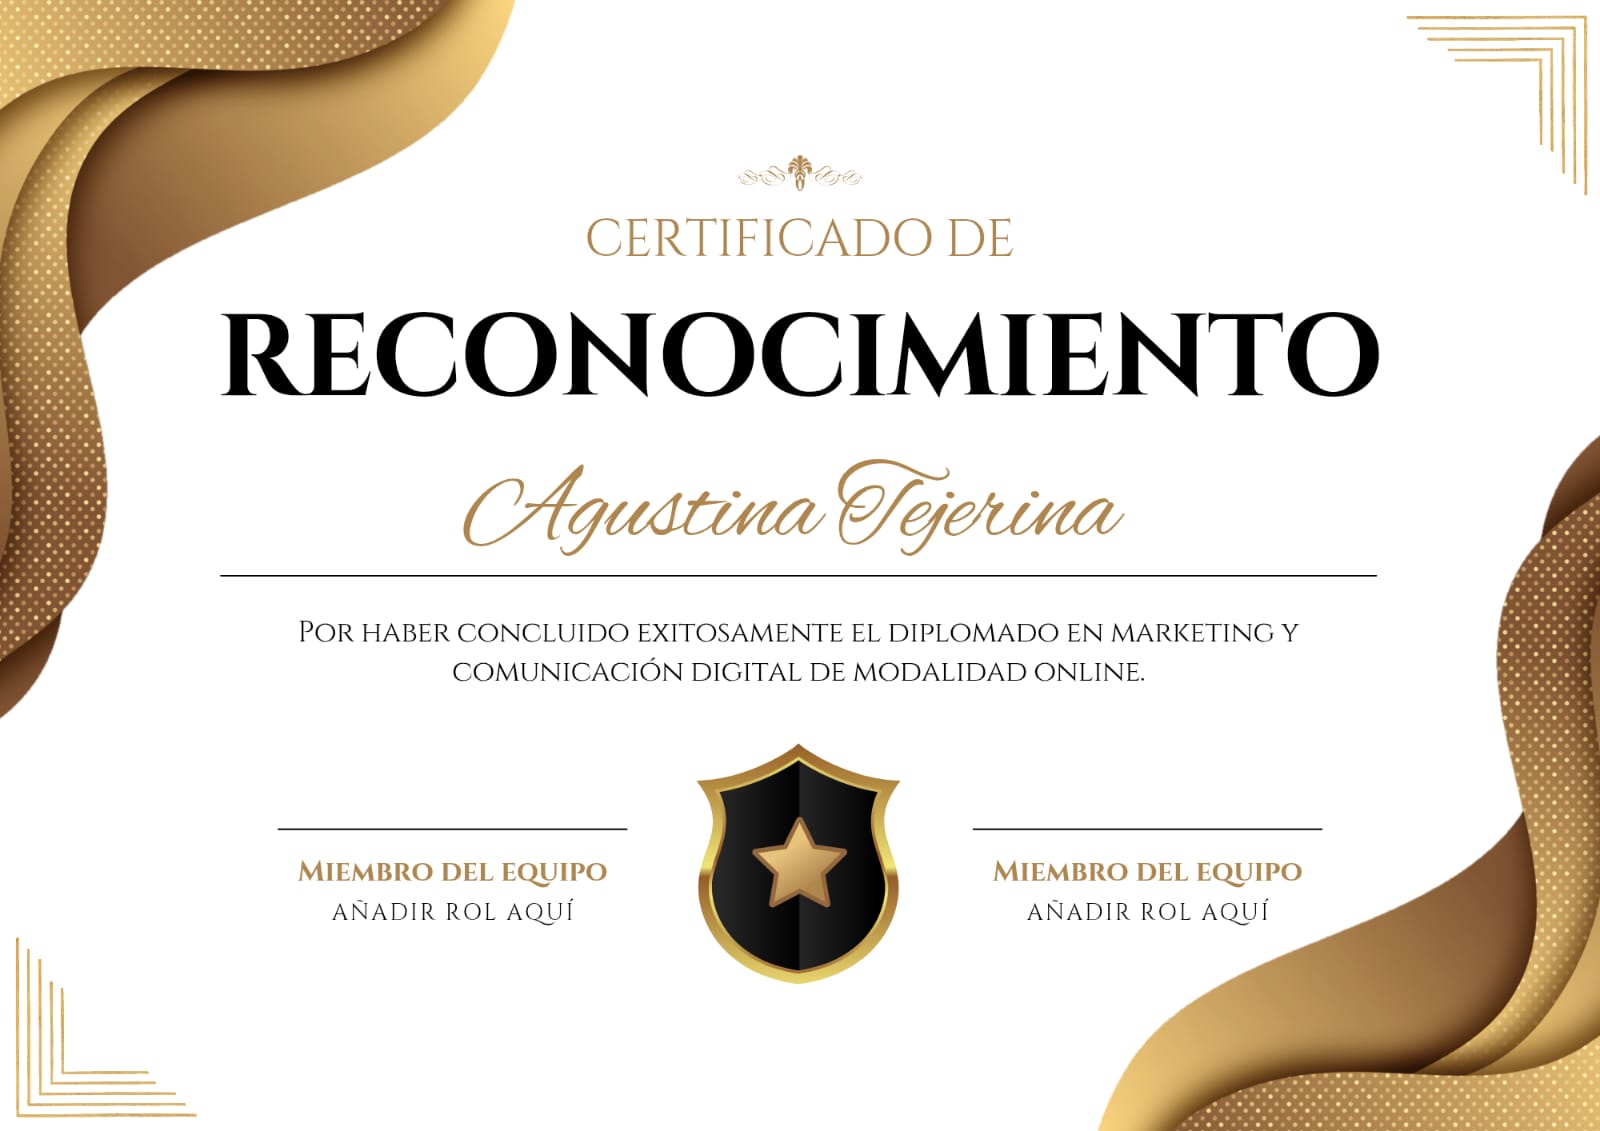 CERTIFICADO DE
RECONOCIMIENTO
Agustina Tejerina
POR HABER CONCLUIDO EXITOSAMENTE EL DIPLOMADO EN MARKETING Y
COMUNICACIÓN DIGITAL DE MODALIDAD ONLINE.
MIEMBRO DEL EQUIPO
AÑADIR ROL AQUÍ
MIEMBRO DEL EQUIPO
AÑADIR ROL AQUÍ